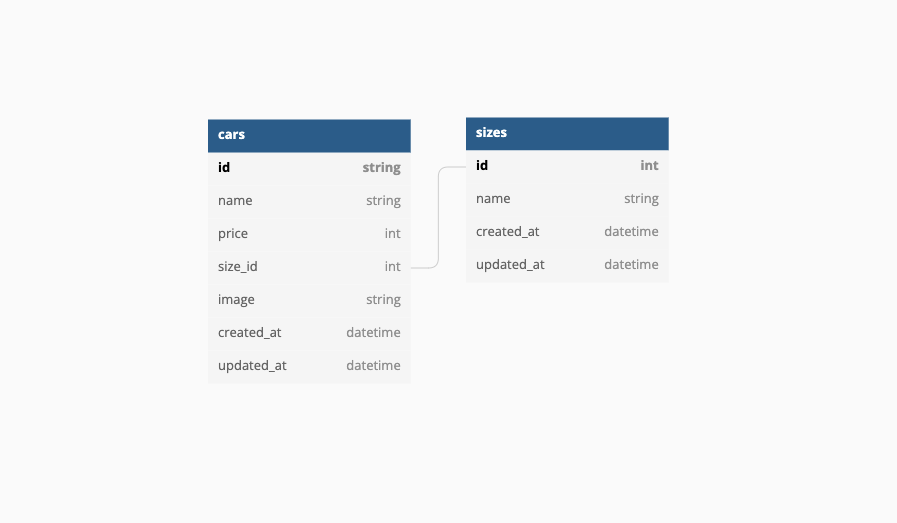 cars
id string
name string
price int
size_id int
image string
created_at datetime
updated_at datetime
sizes
id int
name string
created_at datetime
updated_at datetime